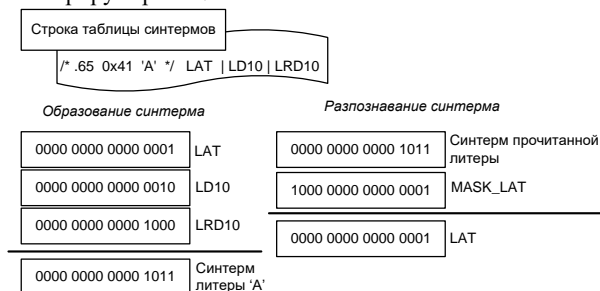 Строка таблицы синтермов
/* .65 0x41 'A' */ LAT | LD10 | LRD10
Образование синтерма
0000 0000 0000 0001 LAT
0000 0000 0000 0010 LD10
0000 0000 0000 1000 LRD10
0000 0000 0000 1011 Синтерм
литеры ‘A’
Разпознавание синтерма
0000 0000 0000 1011 Синтерм прочитанной
литеры
1000 0000 0000 0001 MASK_LAT
0000 0000 0000 0001 LAT